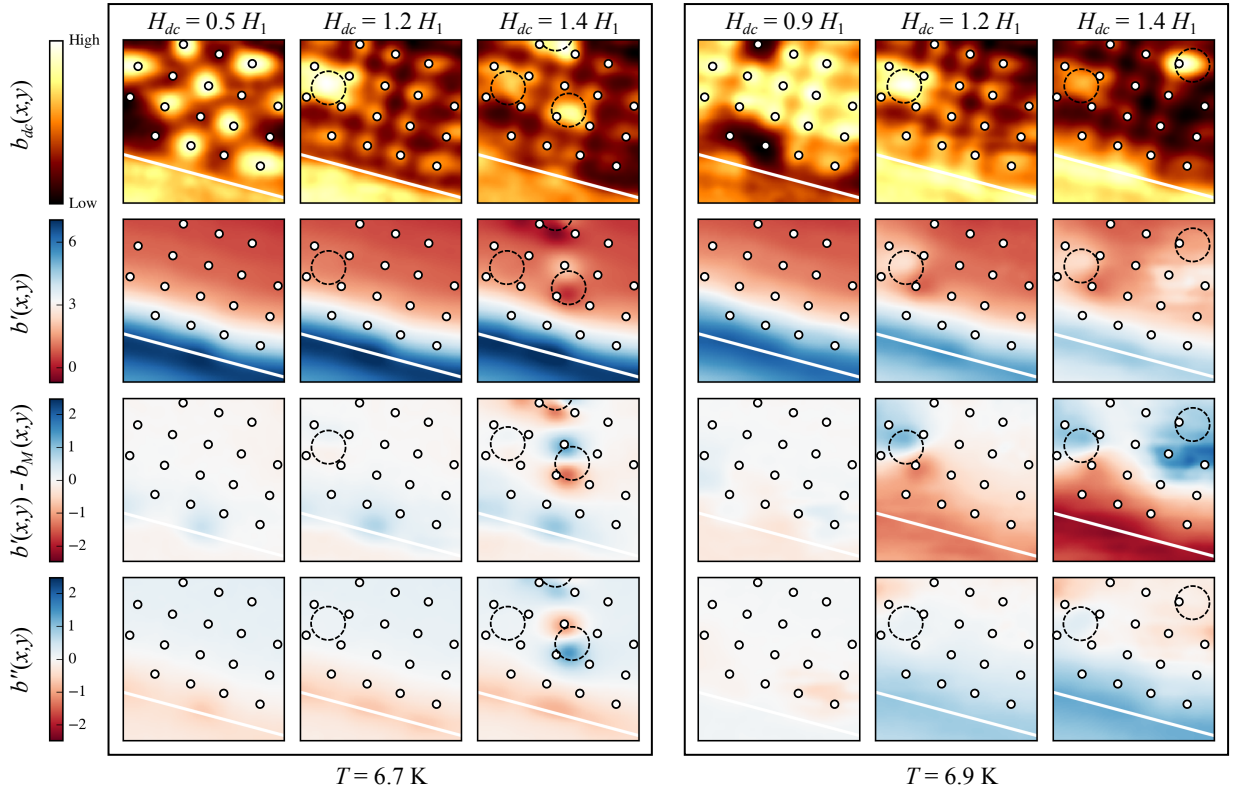 H_dc = 0.5 H_1 H_dc = 1.2 H_1 H_dc = 1.4 H_1 H_dc = 0.9 H_1 H_dc = 1.2 H_1 H_dc = 1.4 H_1
High
b_dc(x,y)
Low
6
b'(x,y)
3
0
2
1
b'(x,y) - b_M(x,y)
0
−1
−2
2
1
b''(x,y)
0
−1
−2
T = 6.7 K T = 6.9 K